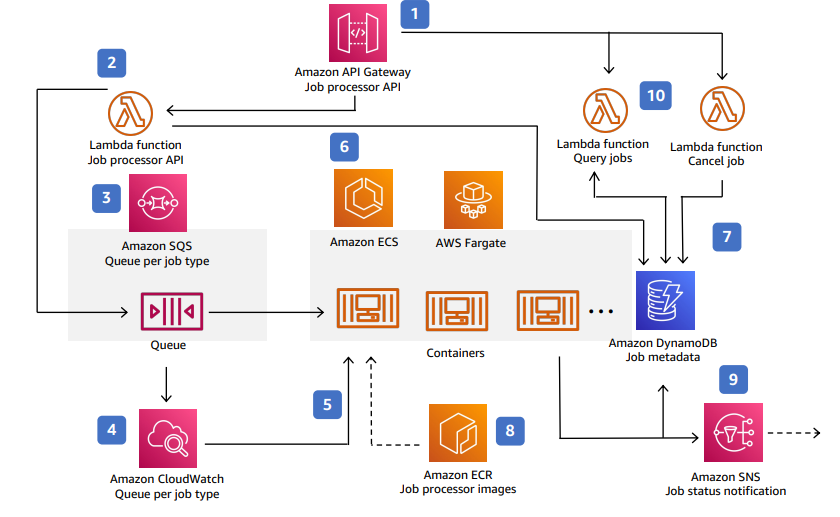 1
Amazon API Gateway
Job processor API
2
Lambda function
Job processor API
10
Lambda function
Query jobs
Lambda function
Cancel job
3
Amazon SQS
Queue per job type
6
Amazon ECS
AWS Fargate
7
Queue
Containers
...
Amazon DynamoDB
Job metadata
4
Amazon CloudWatch
Queue per job type
5
8
Amazon ECR
Job processor images
9
Amazon SNS
Job status notification